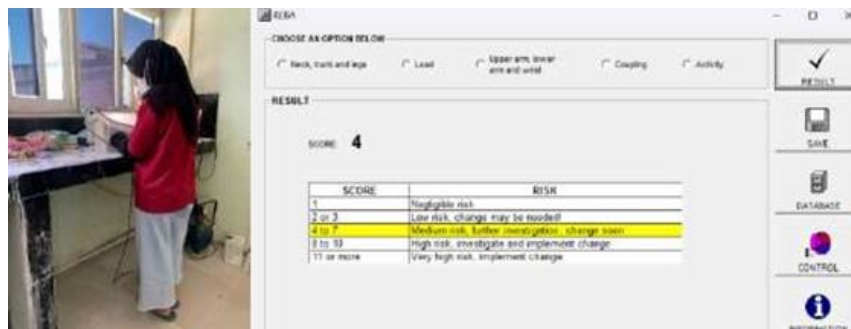 REBA
CHOOSE AN OPTION BELOW
Neck, trunk and legs
Load
Upper arm, lower
arm and wrist
Coupling
Activity
RESULT
RESULT
SCORE: 4
SCORE RISK
1 Negligible risk
2 or 3 Low risk, change may be needed!
4 to 7 Medium risk, further investigation, change soon
8 to 10 High risk, investigate and implement change
11 or more Very high risk, implement change
SAVE
DATABASE
CONTROL